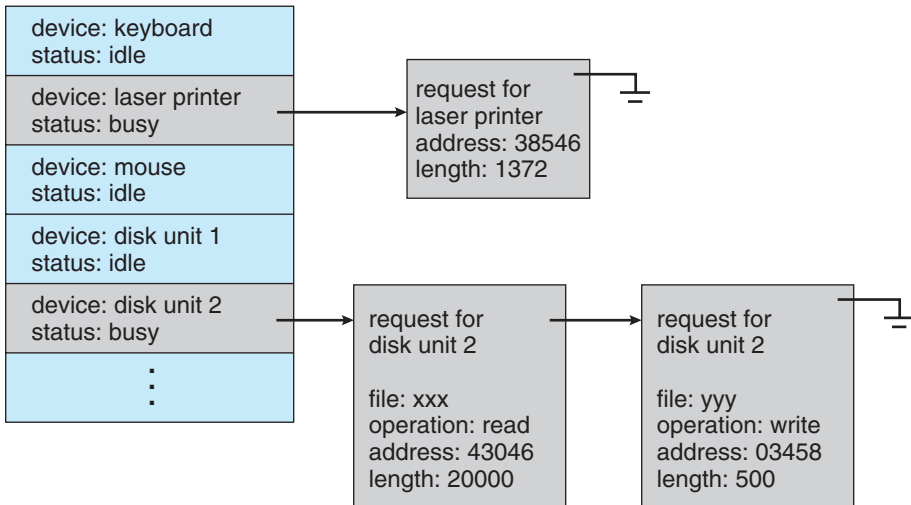 device: keyboard
status: idle
device: laser printer
status: busy
device: mouse
status: idle
device: disk unit 1
status: idle
device: disk unit 2
status: busy
request for
laser printer
address: 38546
length: 1372
request for
disk unit 2
file: xxx
operation: read
address: 43046
length: 20000
request for
disk unit 2
file: yyy
operation: write
address: 03458
length: 500